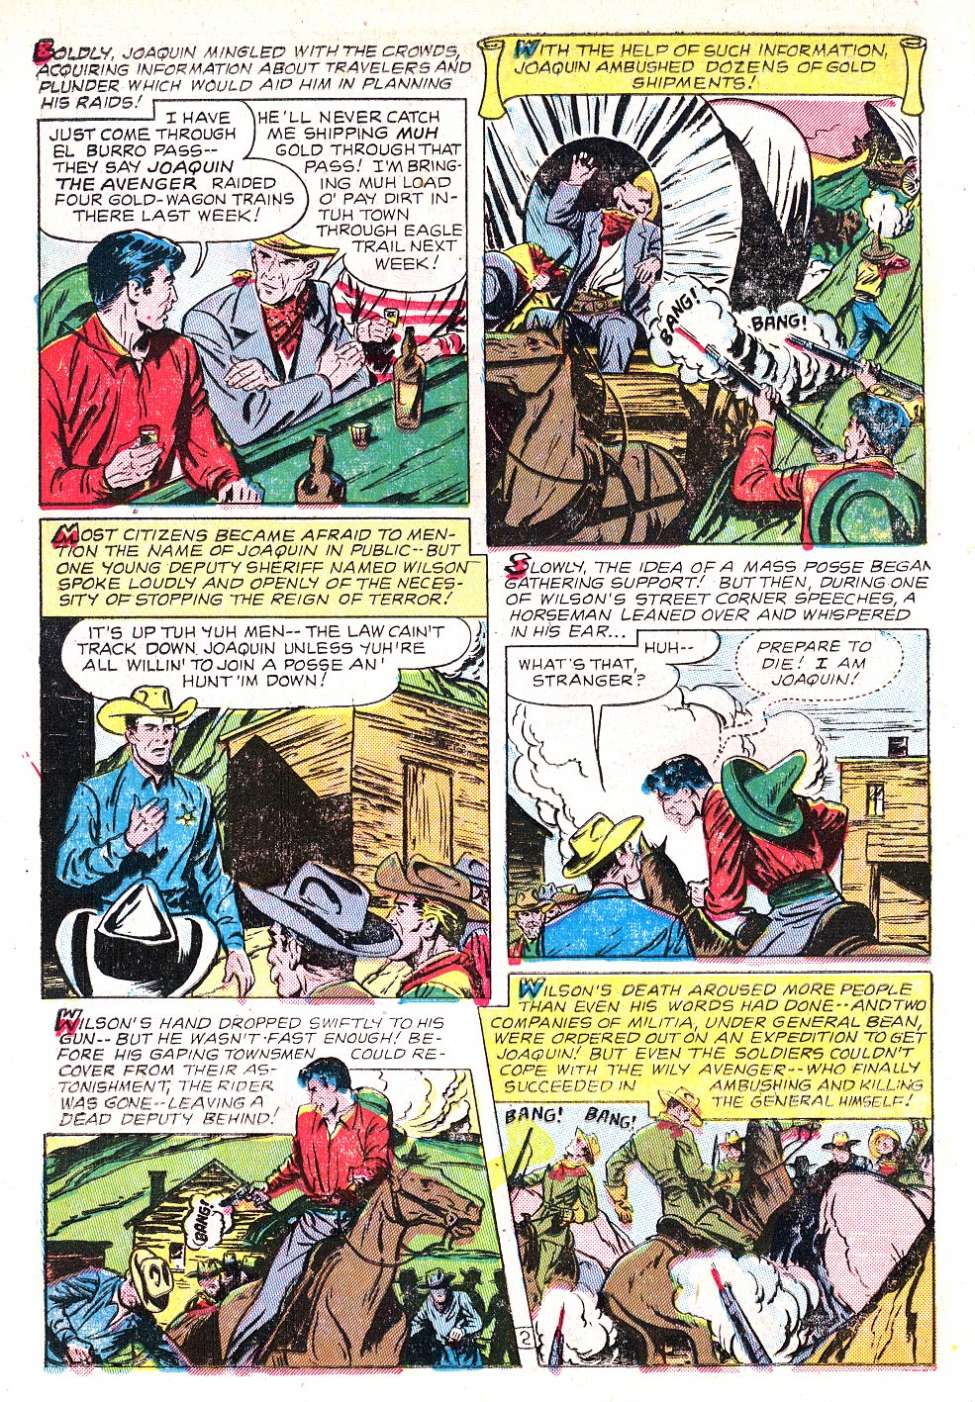 BOLDLY, JOAQUIN MINGLED WITH THE CROWDS,
ACQUIRING INFORMATION ABOUT TRAVELERS AND
PLUNDER WHICH WOULD AID HIM IN PLANNING
HIS RAIDS!
I HAVE
JUST COME THROUGH
EL BURRO PASS--
THEY SAY JOAQUIN
THE AVENGER RAIDED
FOUR GOLD-WAGON TRAINS
THERE LAST WEEK!
HE'LL NEVER CATCH
ME SHIPPING MUH
GOLD THROUGH THAT
PASS! I'M BRING-
ING MUH LOAD
O' PAY DIRT IN-
TUH TOWN
THROUGH EAGLE
TRAIL NEXT
WEEK!
WITH THE HELP OF SUCH INFORMATION,
JOAQUIN AMBUSHED DOZENS OF GOLD
SHIPMENTS!
BANG!
BANG!
MOST CITIZENS BECAME AFRAID TO MEN-
TION THE NAME OF JOAQUIN IN PUBLIC--BUT
ONE YOUNG DEPUTY SHERIFF NAMED WILSON
SPOKE LOUDLY AND OPENLY OF THE NECES-
SITY OF STOPPING THE REIGN OF TERROR!
IT'S UP TUH YUH MEN-- THE LAW CAIN'T
TRACK DOWN JOAQUIN UNLESS YUH'RE
ALL WILLIN' TO JOIN A POSSE AN'
HUNT 'IM DOWN!
SLOWLY, THE IDEA OF A MASS POSSE BEGAN
GATHERING SUPPORT! BUT THEN, DURING ONE
OF WILSON'S STREET CORNER SPEECHES, A
HORSEMAN LEANED OVER AND WHISPERED
IN HIS EAR...
HUH--
WHAT'S THAT,
STRANGER?
PREPARE TO
DIE! I AM
JOAQUIN!
WILSON'S HAND DROPPED SWIFTLY TO HIS
GUN-- BUT HE WASN'T FAST ENOUGH! BE-
FORE HIS GAPING TOWNSMEN COULD RE-
COVER FROM THEIR AS-
TONISHMENT, THE RIDER
WAS GONE--LEAVING A
DEAD DEPUTY BEHIND!
BANG!
WILSON'S DEATH AROUSED MORE PEOPLE
THAN EVEN HIS WORDS HAD DONE--AND TWO
COMPANIES OF MILITIA, UNDER GENERAL BEAN,
WERE ORDERED OUT ON AN EXPEDITION TO GET
JOAQUIN! BUT EVEN THE SOLDIERS COULDN'T
COPE WITH THE WILY AVENGER--WHO FINALLY
SUCCEEDED IN AMBUSHING AND KILLING
THE GENERAL HIMSELF!
BANG! BANG!
2